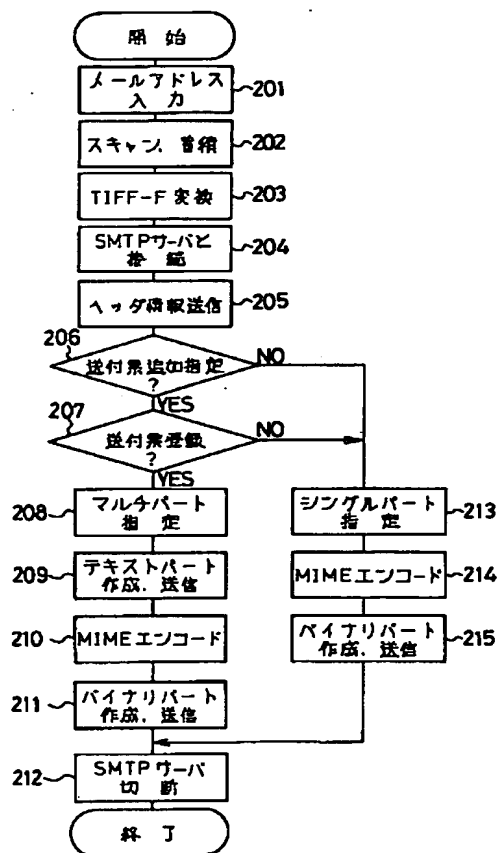 開始
メールアドレス
入力
201
スキャン、蓄積
202
TIFF-F変換
203
SMTPサーバと
接続
204
ヘッダ情報送信
205
206
送付票追加指定
?
NO
YES
207
送付票登録
?
NO
YES
208
マルチパート
指定
シングルパート
指定
213
209
テキストパート
作成、送信
MIMEエンコード
214
210
MIMEエンコード
バイナリパート
作成、送信
215
211
バイナリパート
作成、送信
212
SMTPサーバ
切断
終了